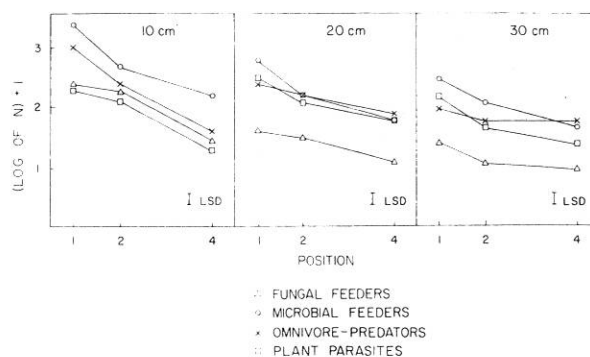 10 cm
20 cm
30 cm
(LOG OF N) + 1
3
2
1
I LSD
I LSD
I LSD
1 2 4
1 2 4
1 2 4
POSITION
△ FUNGAL FEEDERS
○ MICROBIAL FEEDERS
× OMNIVORE-PREDATORS
□ PLANT PARASITES